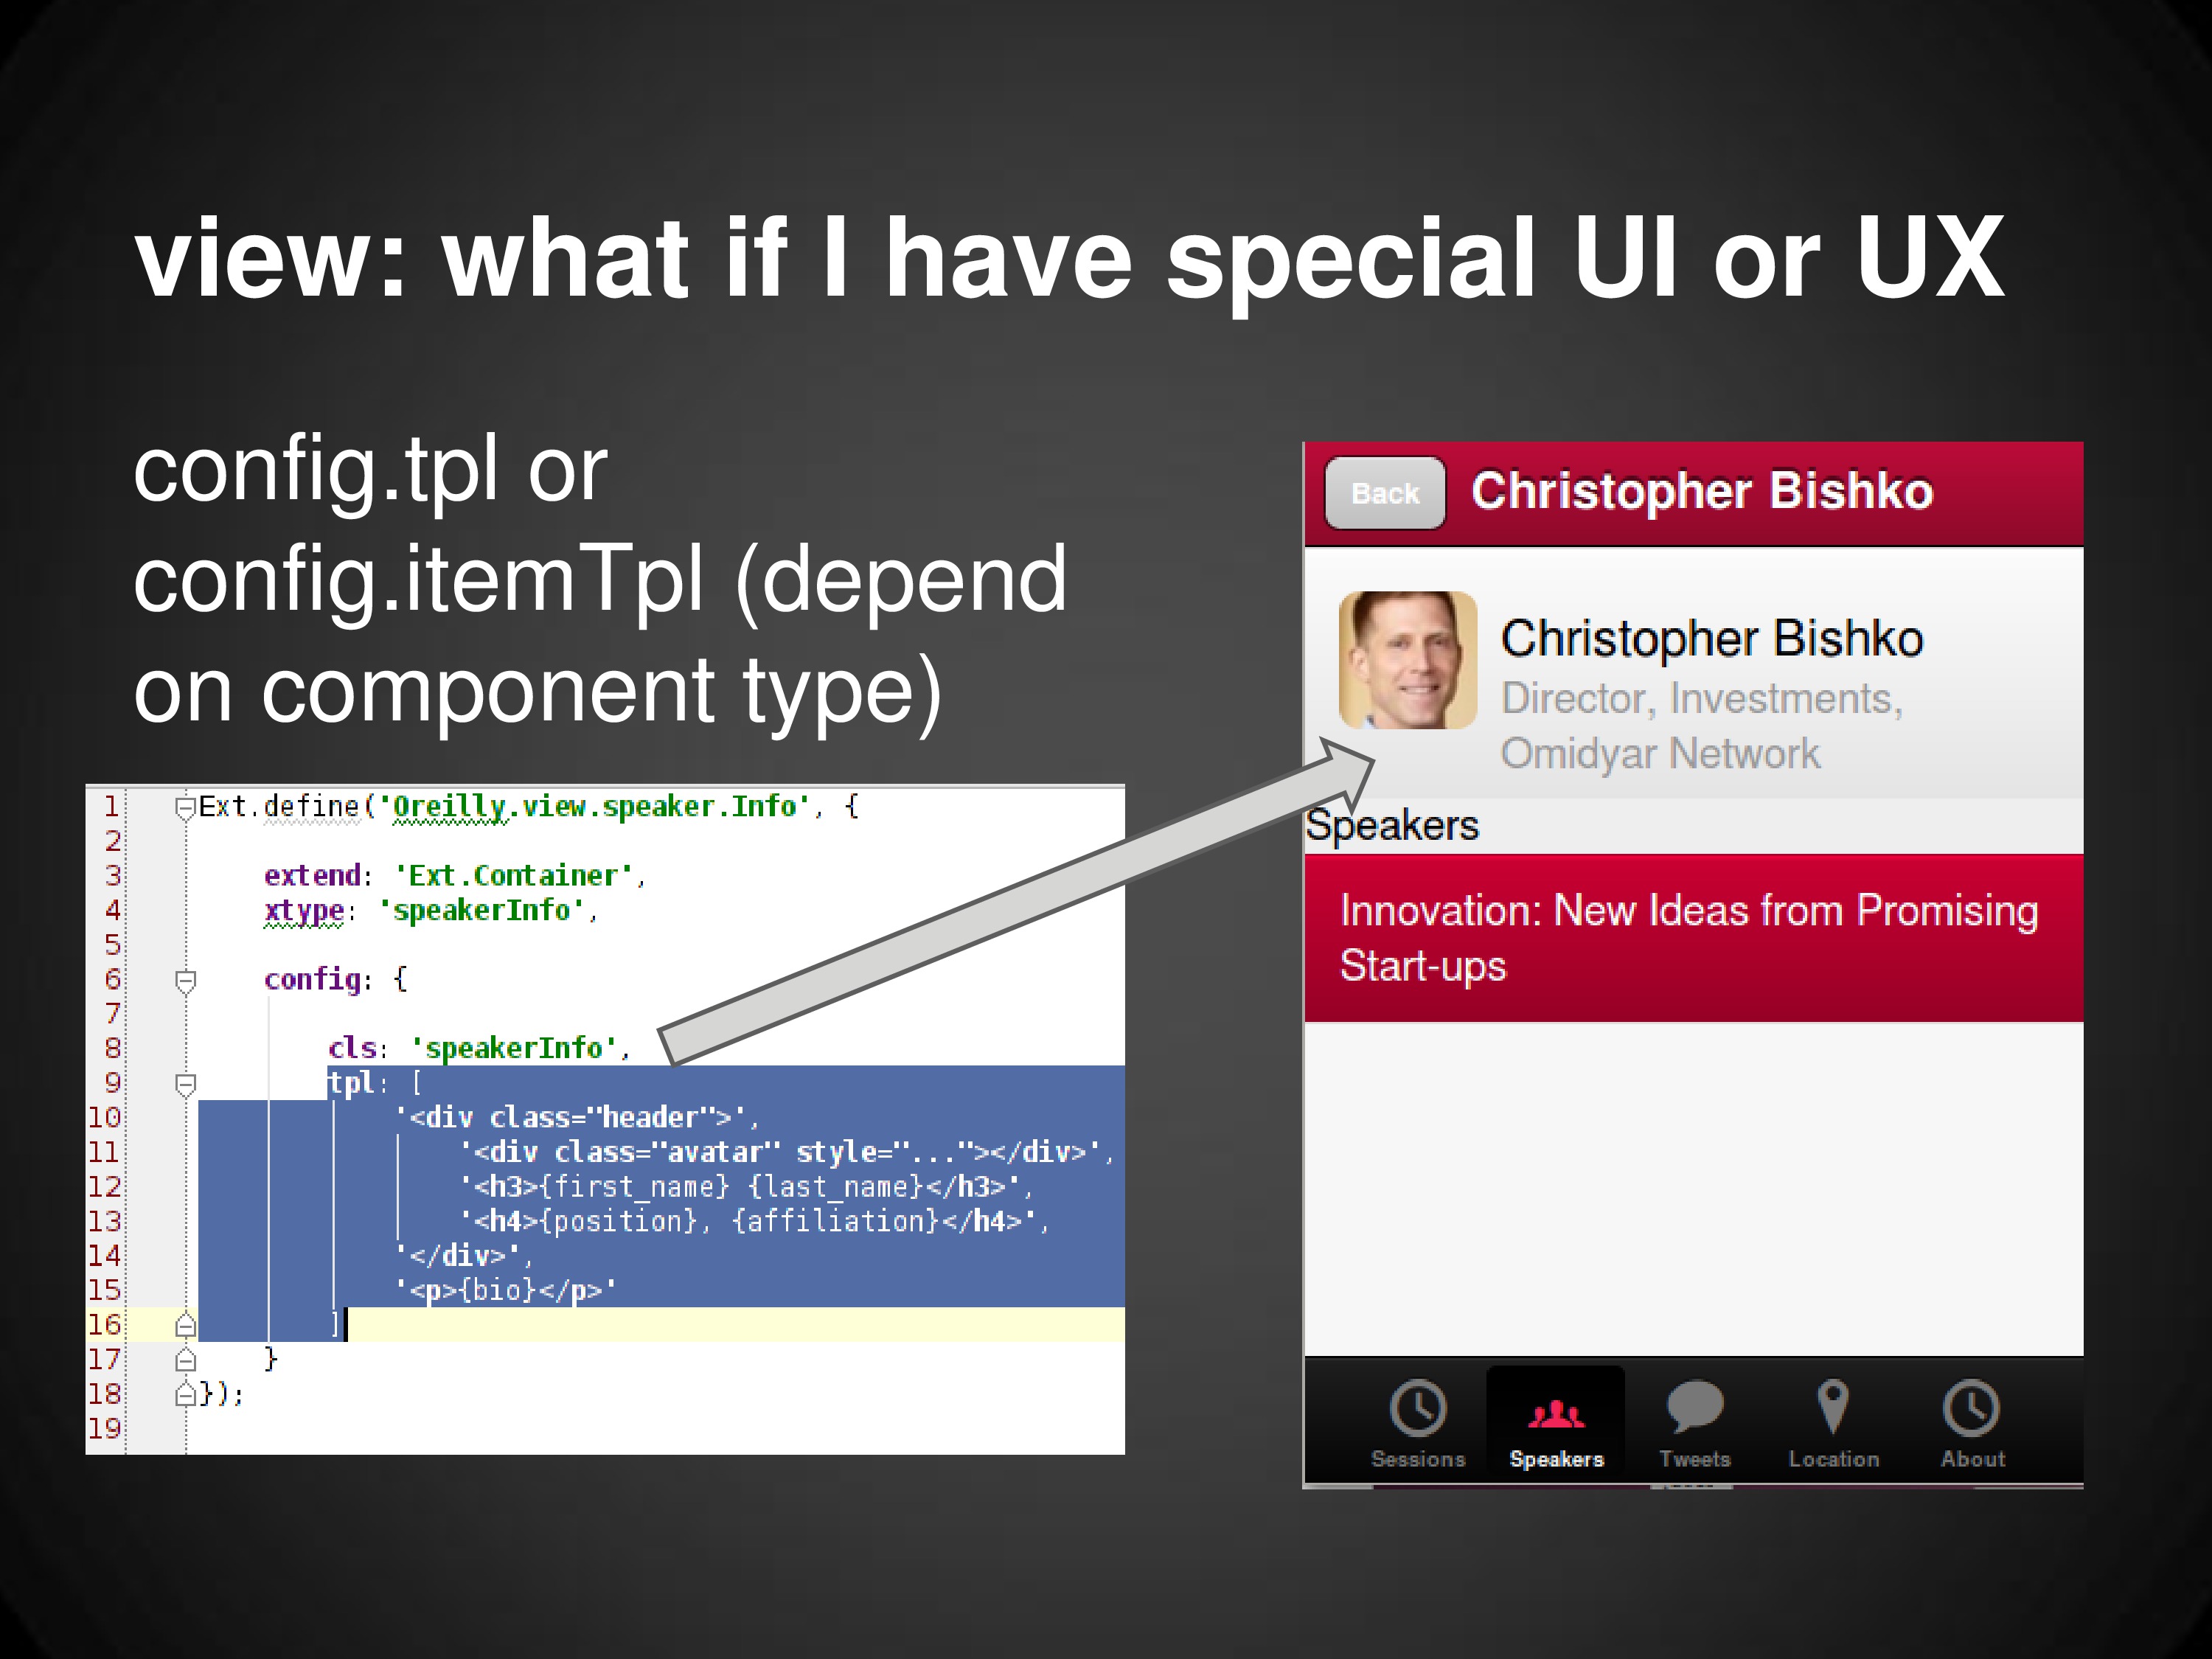 view: what if I have special UI or UX
config.tpl or
config.itemTpl (depend
on component type)
1 Ext.define('Oreilly.view.speaker.Info', {
2
3 extend: 'Ext.Container',
4 xtype: 'speakerInfo',
5
6 config: {
7
8 cls: 'speakerInfo',
9 tpl: [
10 '<div class="header">',
11 '<div class="avatar" style="..."></div>',
12 '<h3>{first_name} {last_name}</h3>',
13 '<h4>{position}, {affiliation}</h4>',
14 '</div>',
15 '<p>{bio}</p>'
16 ]
17 }
18 });
19
Back Christopher Bishko
Christopher Bishko
Director, Investments,
Omidyar Network
Speakers
Innovation: New Ideas from Promising
Start-ups
Sessions Speakers Tweets Location About